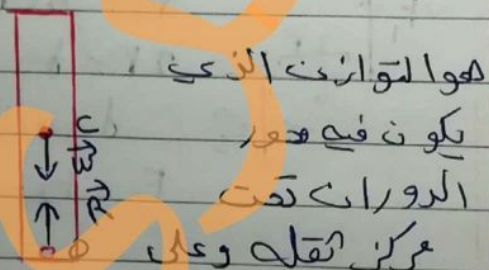 هو التوازن الذي
يكون فيه محور
الدوران تحت
مركز ثقله وعلى
C
W
R